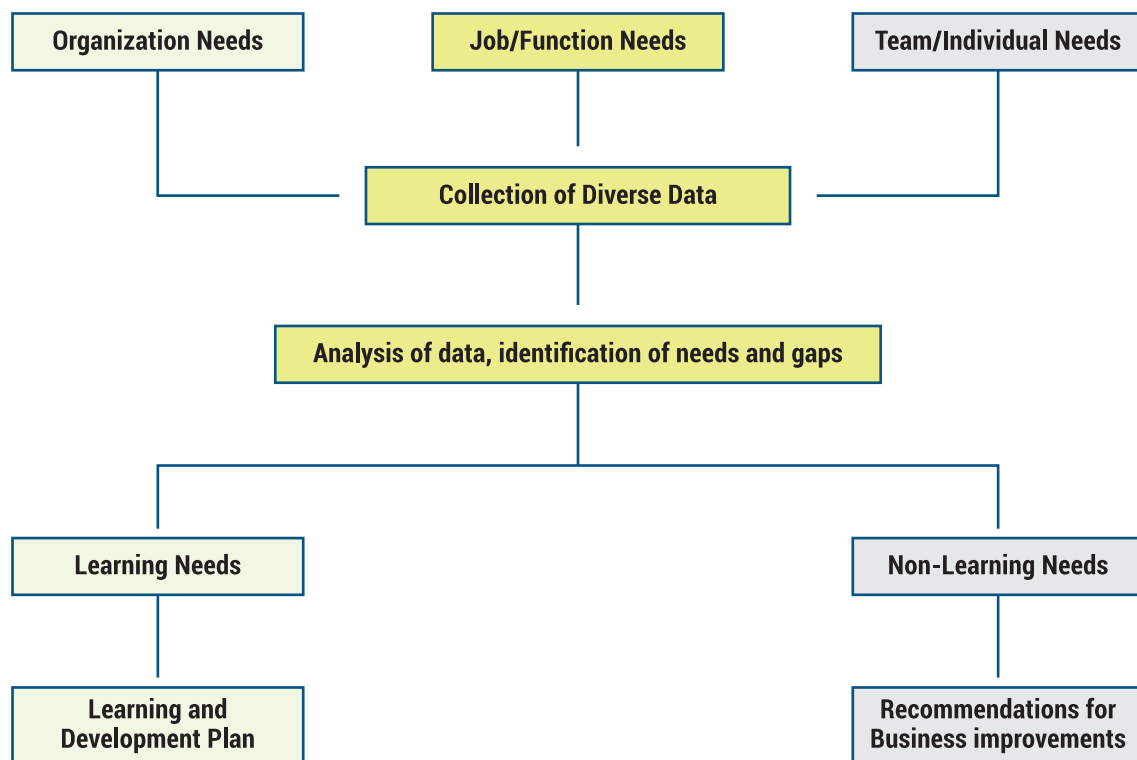 Organization Needs
Job/Function Needs
Team/Individual Needs
Collection of Diverse Data
Analysis of data, identification of needs and gaps
Learning Needs
Non-Learning Needs
Learning and
Development Plan
Recommendations for
Business improvements